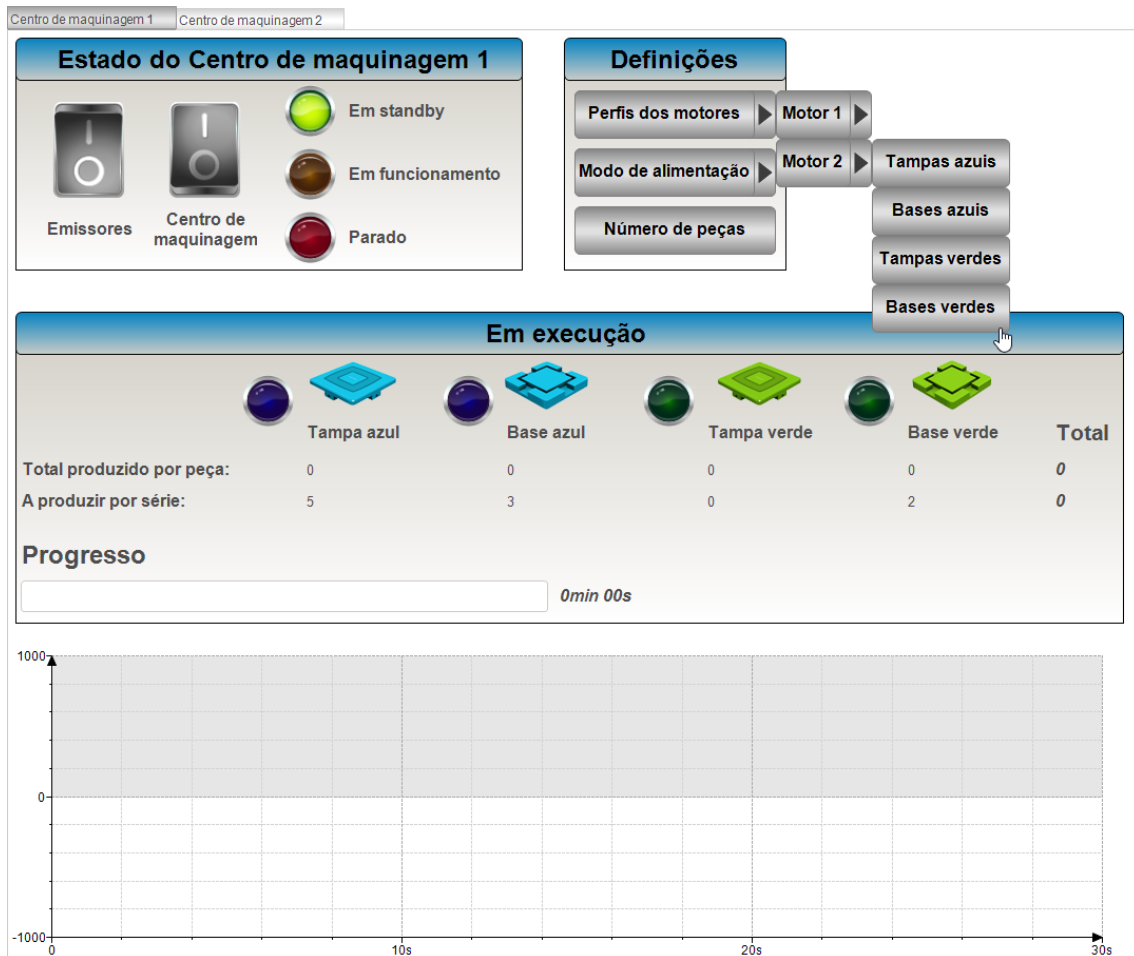 Centro de maquinagem 1
Centro de maquinagem 2
Estado do Centro de maquinagem 1
Emissores
Centro de
maquinagem
Em standby
Em funcionamento
Parado
Definições
Perfis dos motores
Modo de alimentação
Número de peças
Motor 1
Motor 2
Tampas azuis
Bases azuis
Tampas verdes
Bases verdes
Em execução
Tampa azul Base azul Tampa verde Base verde Total
Total produzido por peça: 0 0 0 0 0
A produzir por série: 5 3 0 2 0
Progresso
0min 00s
1000
0
-1000
0 10s 20s 30s